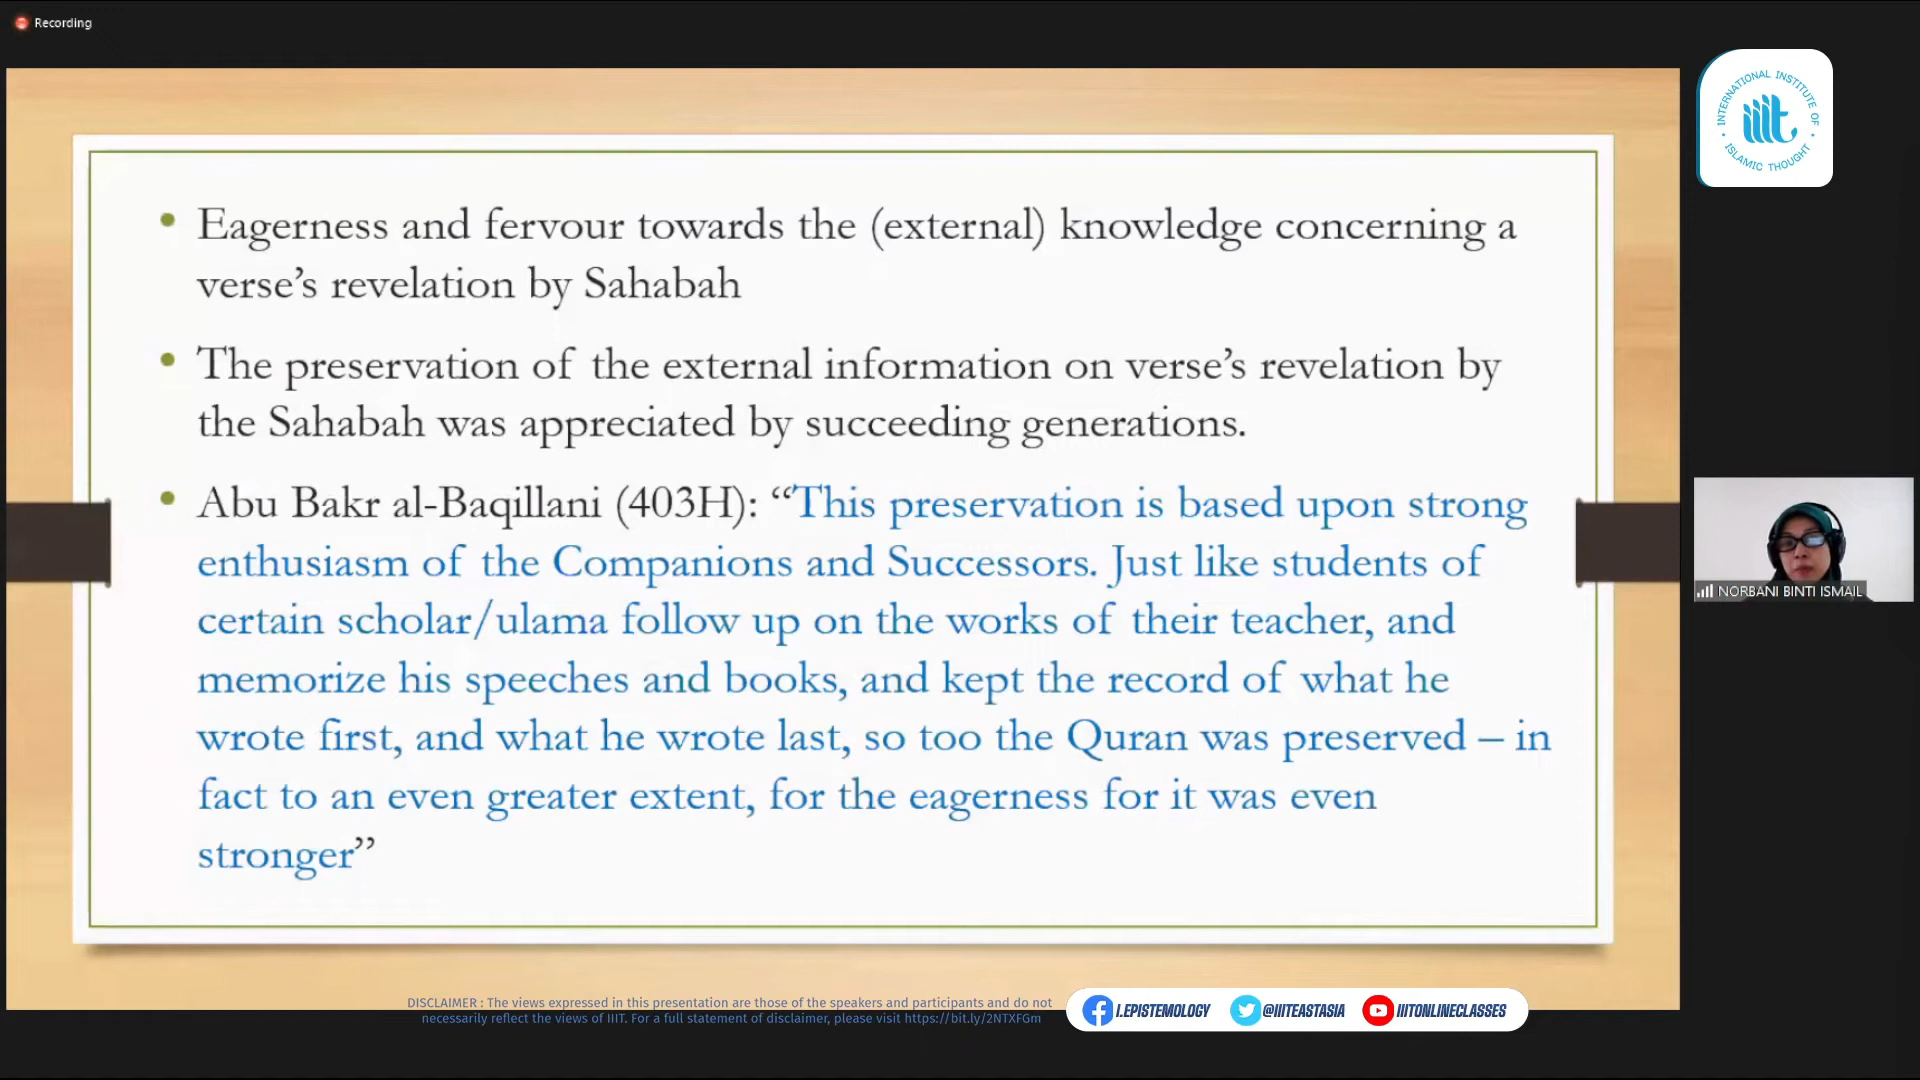 Recording
INTERNATIONAL INSTITUTE OF
iiit
ISLAMIC THOUGHT
• Eagerness and fervour towards the (external) knowledge concerning a
verse’s revelation by Sahabah
• The preservation of the external information on verse’s revelation by
the Sahabah was appreciated by succeeding generations.
• Abu Bakr al-Baqillani (403H): “This preservation is based upon strong
enthusiasm of the Companions and Successors. Just like students of
certain scholar/ulama follow up on the works of their teacher, and
memorize his speeches and books, and kept the record of what he
wrote first, and what he wrote last, so too the Quran was preserved – in
fact to an even greater extent, for the eagerness for it was even
stronger”
NORBANI BINTI ISMAIL
DISCLAIMER : The views expressed in this presentation are those of the speakers and participants and do not
necessarily reflect the views of IIIT. For a full statement of disclaimer, please visit https://bit.ly/2NTXFGm
I.EPISTEMOLOGY @IIITEASTASIA IIITONLINECLASSES